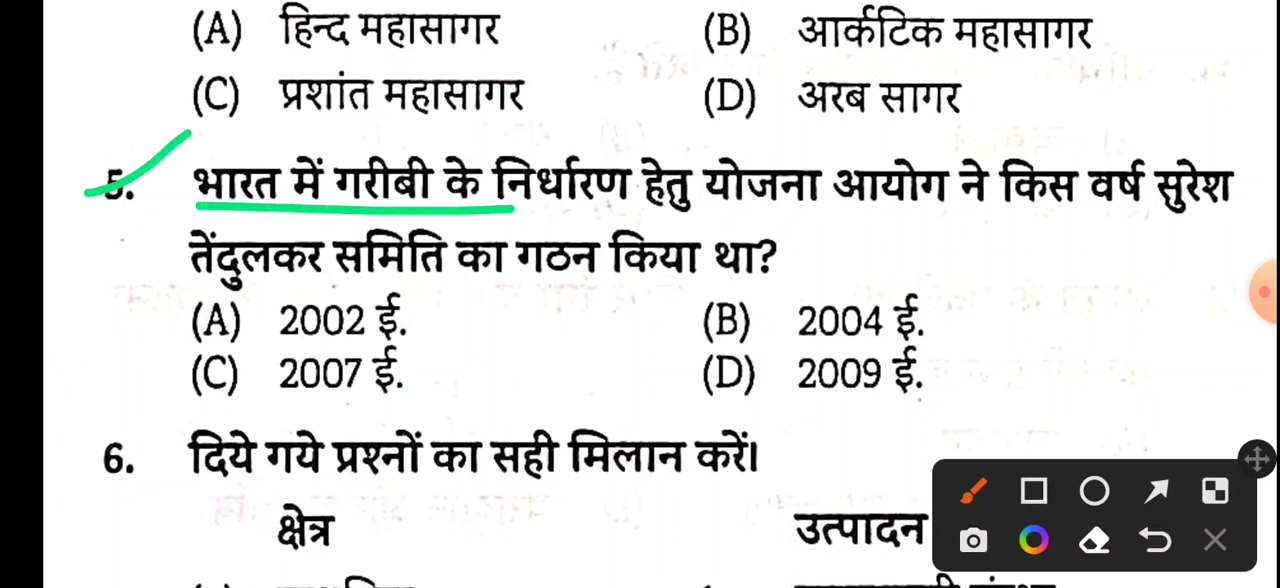 (A) हिन्द महासागर (B) आर्कटिक महासागर
(C) प्रशांत महासागर (D) अरब सागर
5. भारत में गरीबी के निर्धारण हेतु योजना आयोग ने किस वर्ष सुरेश
तेंदुलकर समिति का गठन किया था?
(A) 2002 ई. (B) 2004 ई.
(C) 2007 ई. (D) 2009 ई.
6. दिये गये प्रश्नों का सही मिलान करें।
क्षेत्र उत्पादन